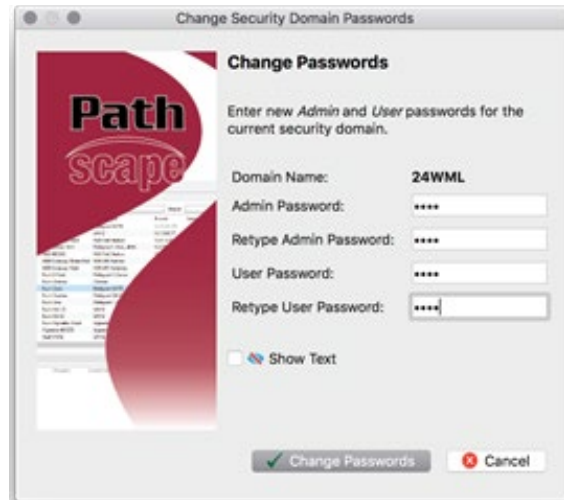 Change Security Domain Passwords
Path
scape
Change Passwords
Enter new Admin and User passwords for the
current security domain.
Domain Name: 24WML
Admin Password: ••••
Retype Admin Password: ••••
User Password: ••••
Retype User Password: ••••
Show Text
Change Passwords
Cancel